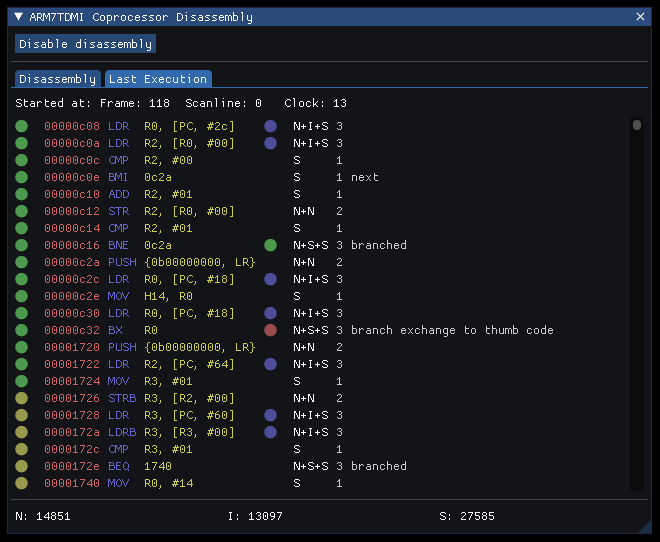 ARM7TDMI Coprocessor Disassembly
Disable disassembly
Disassembly Last Execution
Started at: Frame: 118 Scanline: 0 Clock: 13
00000c08 LDR R0, [PC, #2c] N+I+S 3
00000c0a LDR R2, [R0, #00] N+I+S 3
00000c0c CMP R2, #00 S 1
00000c0e BMI 0c2a S 1 next
00000c10 ADD R2, #01 S 1
00000c12 STR R2, [R0, #00] N+N 2
00000c14 CMP R2, #01 S 1
00000c16 BNE 0c2a N+S+S 3 branched
00000c2a PUSH {0b00000000, LR} N+N 2
00000c2c LDR R0, [PC, #18] N+I+S 3
00000c2e MOV H14, R0 S 1
00000c30 LDR R0, [PC, #18] N+I+S 3
00000c32 BX R0 N+S+S 3 branch exchange to thumb code
00001720 PUSH {0b00000000, LR} N+N 2
00001722 LDR R2, [PC, #64] N+I+S 3
00001724 MOV R3, #01 S 1
00001726 STRB R3, [R2, #00] N+N 2
00001728 LDR R3, [PC, #60] N+I+S 3
0000172a LDRB R3, [R3, #00] N+I+S 3
0000172c CMP R3, #01 S 1
0000172e BEQ 1740 N+S+S 3 branched
00001740 MOV R0, #14 S 1
N: 14851 I: 13097 S: 27585